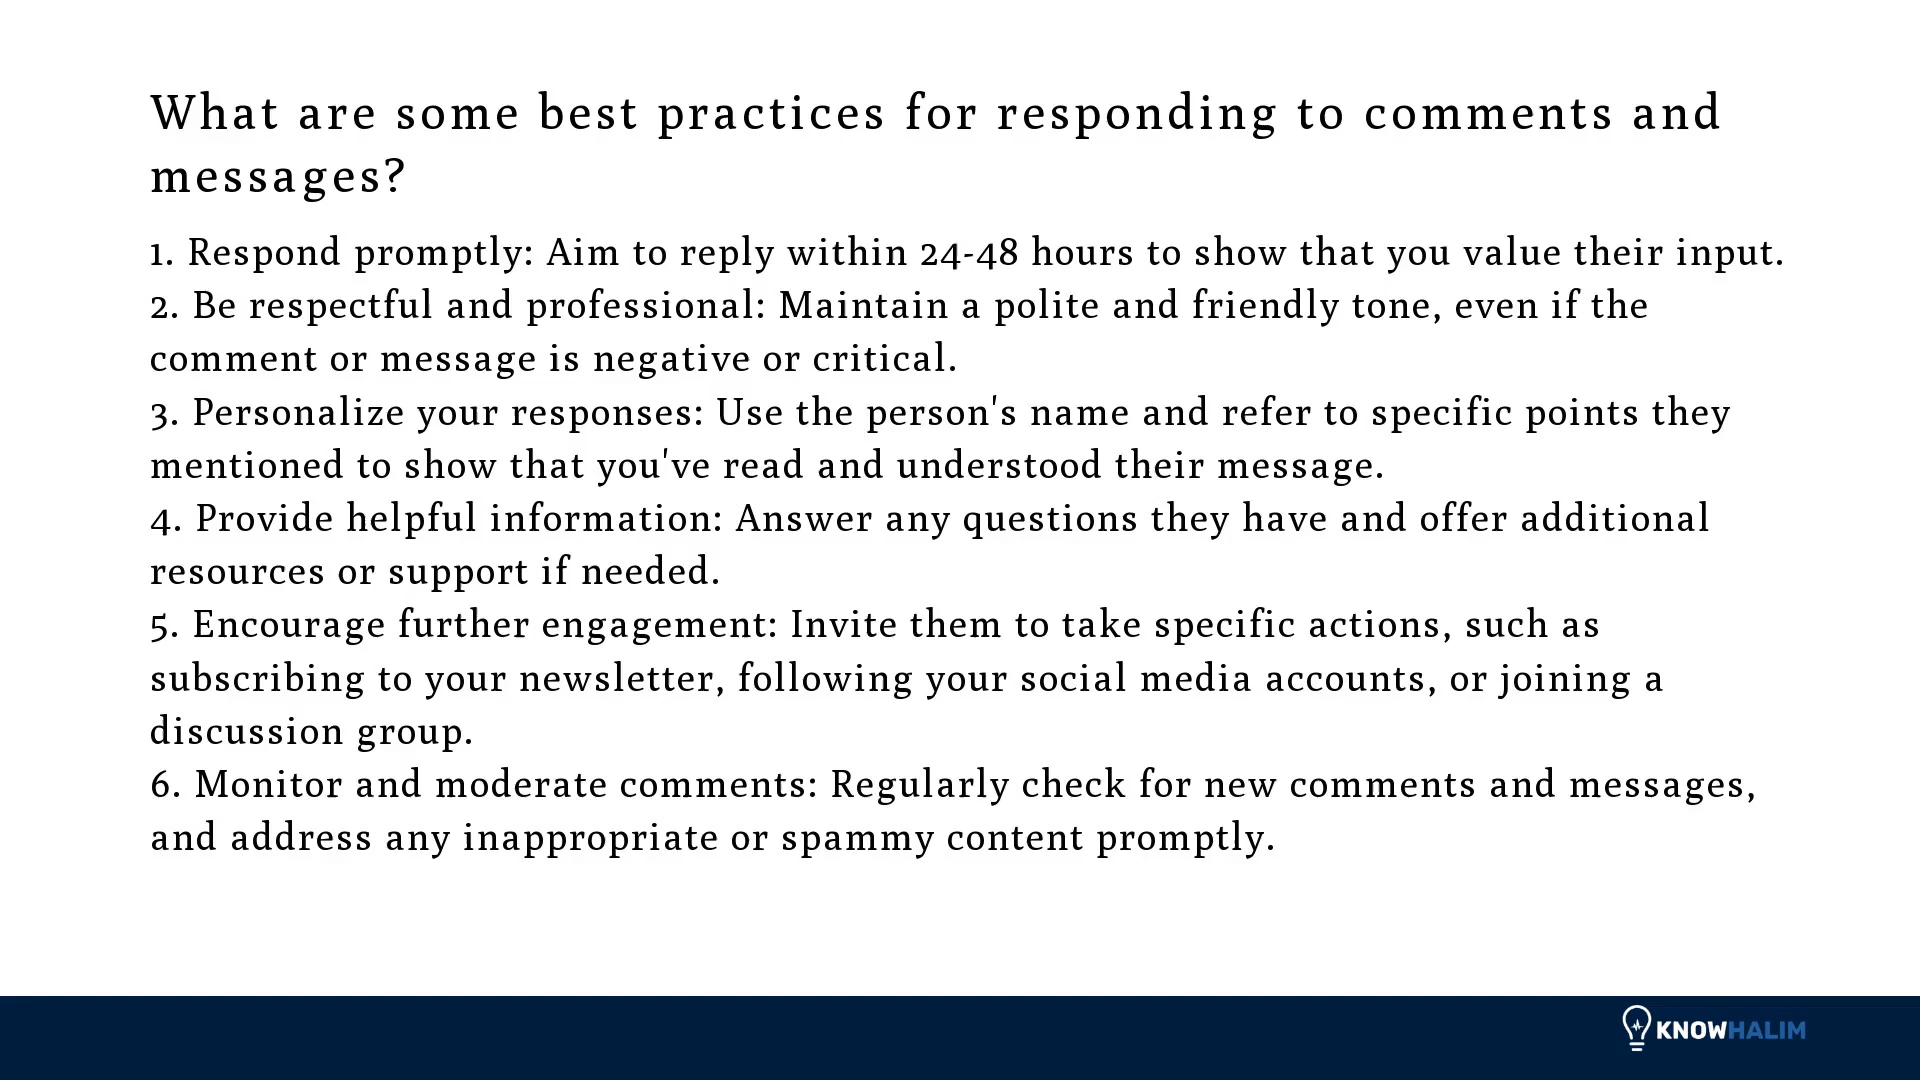 What are some best practices for responding to comments and
messages?
1. Respond promptly: Aim to reply within 24-48 hours to show that you value their input.
2. Be respectful and professional: Maintain a polite and friendly tone, even if the
comment or message is negative or critical.
3. Personalize your responses: Use the person's name and refer to specific points they
mentioned to show that you've read and understood their message.
4. Provide helpful information: Answer any questions they have and offer additional
resources or support if needed.
5. Encourage further engagement: Invite them to take specific actions, such as
subscribing to your newsletter, following your social media accounts, or joining a
discussion group.
6. Monitor and moderate comments: Regularly check for new comments and messages,
and address any inappropriate or spammy content promptly.
KNOWHALIM